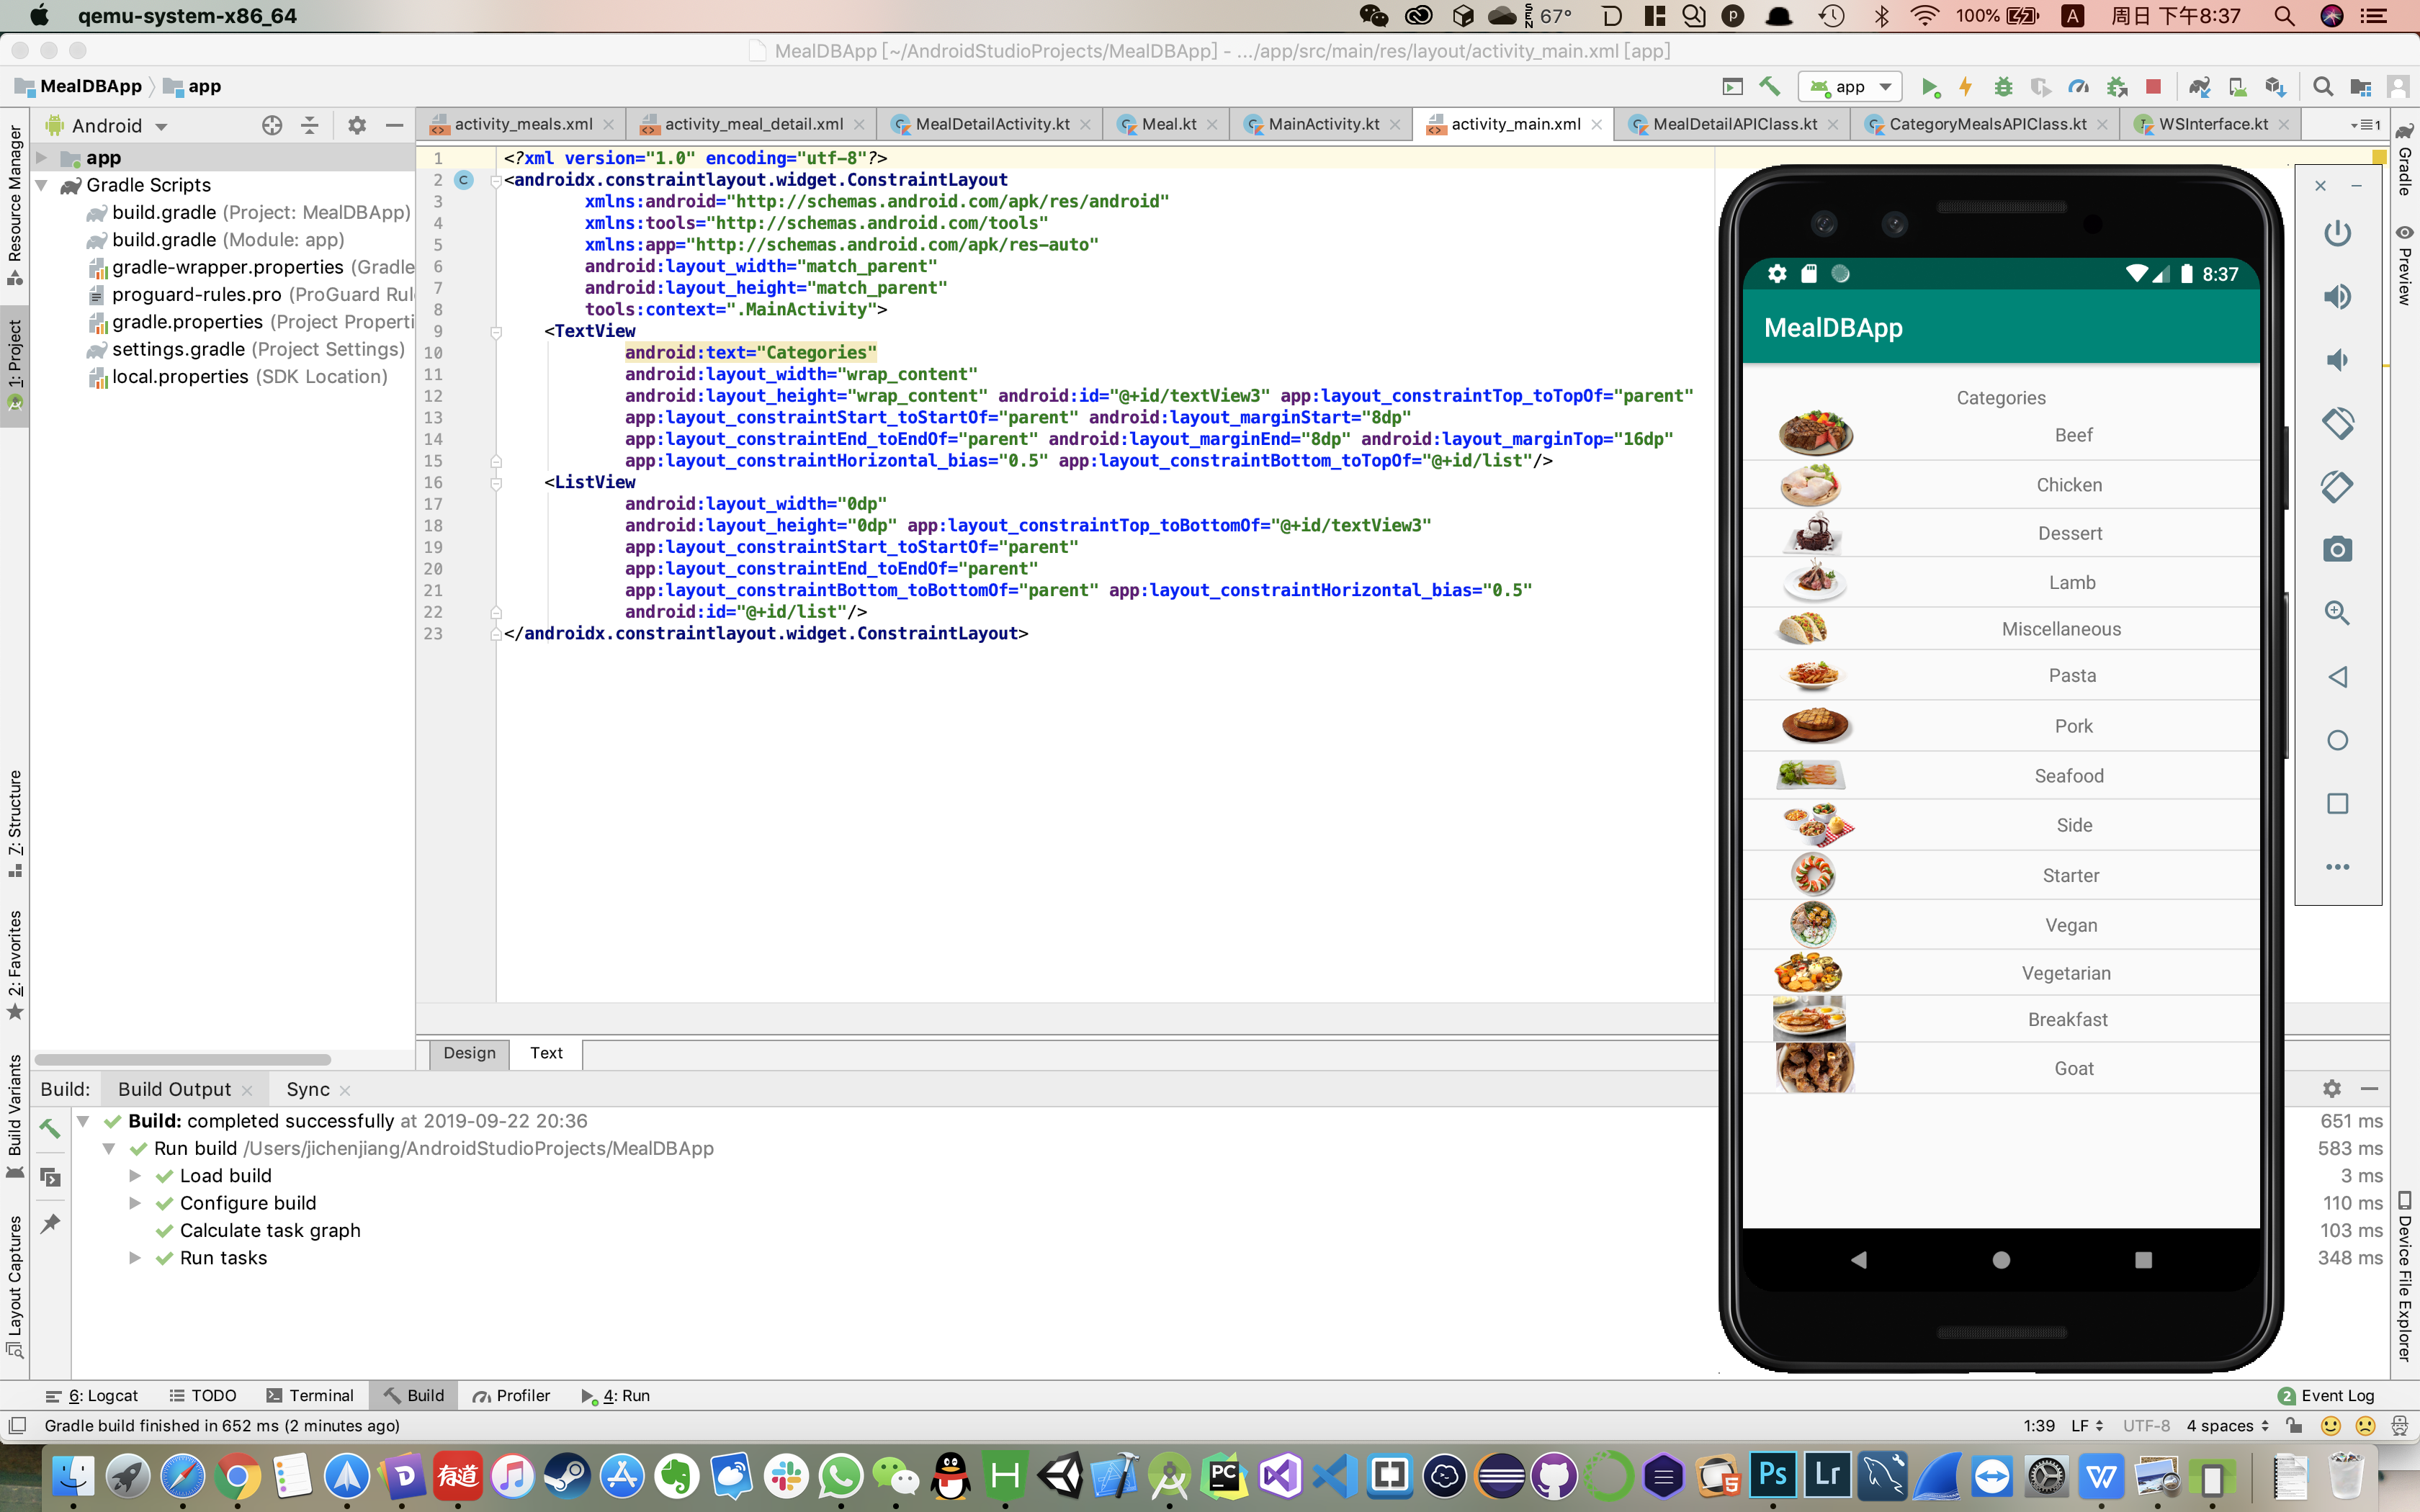 qemu-system-x86_64
SEN 67° 100% A 周日 下午8:37
MealDBApp [~/AndroidStudioProjects/MealDBApp] - .../app/src/main/res/layout/activity_main.xml [app]
MealDBApp app
app
Android
activity_meals.xml activity_meal_detail.xml MealDetailActivity.kt Meal.kt MainActivity.kt activity_main.xml MealDetailAPIClass.kt CategoryMealsAPIClass.kt WSInterface.kt
app
Gradle Scripts
build.gradle (Project: MealDBApp)
build.gradle (Module: app)
gradle-wrapper.properties (Gradle
proguard-rules.pro (ProGuard Rul
gradle.properties (Project Properti
settings.gradle (Project Settings)
local.properties (SDK Location)
Resource Manager
1: Project
7: Structure
2: Favorites
Build Variants
Layout Captures
1 <?xml version="1.0" encoding="utf-8"?>
2 <androidx.constraintlayout.widget.ConstraintLayout
3 xmlns:android="http://schemas.android.com/apk/res/android"
4 xmlns:tools="http://schemas.android.com/tools"
5 xmlns:app="http://schemas.android.com/apk/res-auto"
6 android:layout_width="match_parent"
7 android:layout_height="match_parent"
8 tools:context=".MainActivity">
9 <TextView
10 android:text="Categories"
11 android:layout_width="wrap_content"
12 android:layout_height="wrap_content" android:id="@+id/textView3" app:layout_constraintTop_toTopOf="parent"
13 app:layout_constraintStart_toStartOf="parent" android:layout_marginStart="8dp"
14 app:layout_constraintEnd_toEndOf="parent" android:layout_marginEnd="8dp" android:layout_marginTop="16dp"
15 app:layout_constraintHorizontal_bias="0.5" app:layout_constraintBottom_toTopOf="@+id/list"/>
16 <ListView
17 android:layout_width="0dp"
18 android:layout_height="0dp" app:layout_constraintTop_toBottomOf="@+id/textView3"
19 app:layout_constraintStart_toStartOf="parent"
20 app:layout_constraintEnd_toEndOf="parent"
21 app:layout_constraintBottom_toBottomOf="parent" app:layout_constraintHorizontal_bias="0.5"
22 android:id="@+id/list"/>
23 </androidx.constraintlayout.widget.ConstraintLayout>
8:37
MealDBApp
Categories
Beef
Chicken
Dessert
Lamb
Miscellaneous
Pasta
Pork
Seafood
Side
Starter
Vegan
Vegetarian
Breakfast
Goat
Gradle
Preview
Device File Explorer
Design Text
Build: Build Output Sync
Build: completed successfully at 2019-09-22 20:36 651 ms
Run build /Users/jichenjiang/AndroidStudioProjects/MealDBApp 583 ms
Load build 3 ms
Configure build 110 ms
Calculate task graph 103 ms
Run tasks 348 ms
6: Logcat TODO Terminal Build Profiler 4: Run 2 Event Log
Gradle build finished in 652 ms (2 minutes ago) 1:39 LF UTF-8 4 spaces
D 有道 H PC 5 Ps Lr W